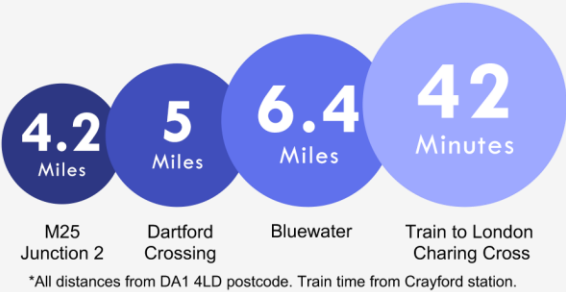 4.2
Miles
5
Miles
6.4
Miles
42
Minutes
M25
Junction 2
Dartford
Crossing
Bluewater
Train to London
Charing Cross
*All distances from DA1 4LD postcode. Train time from Crayford station.